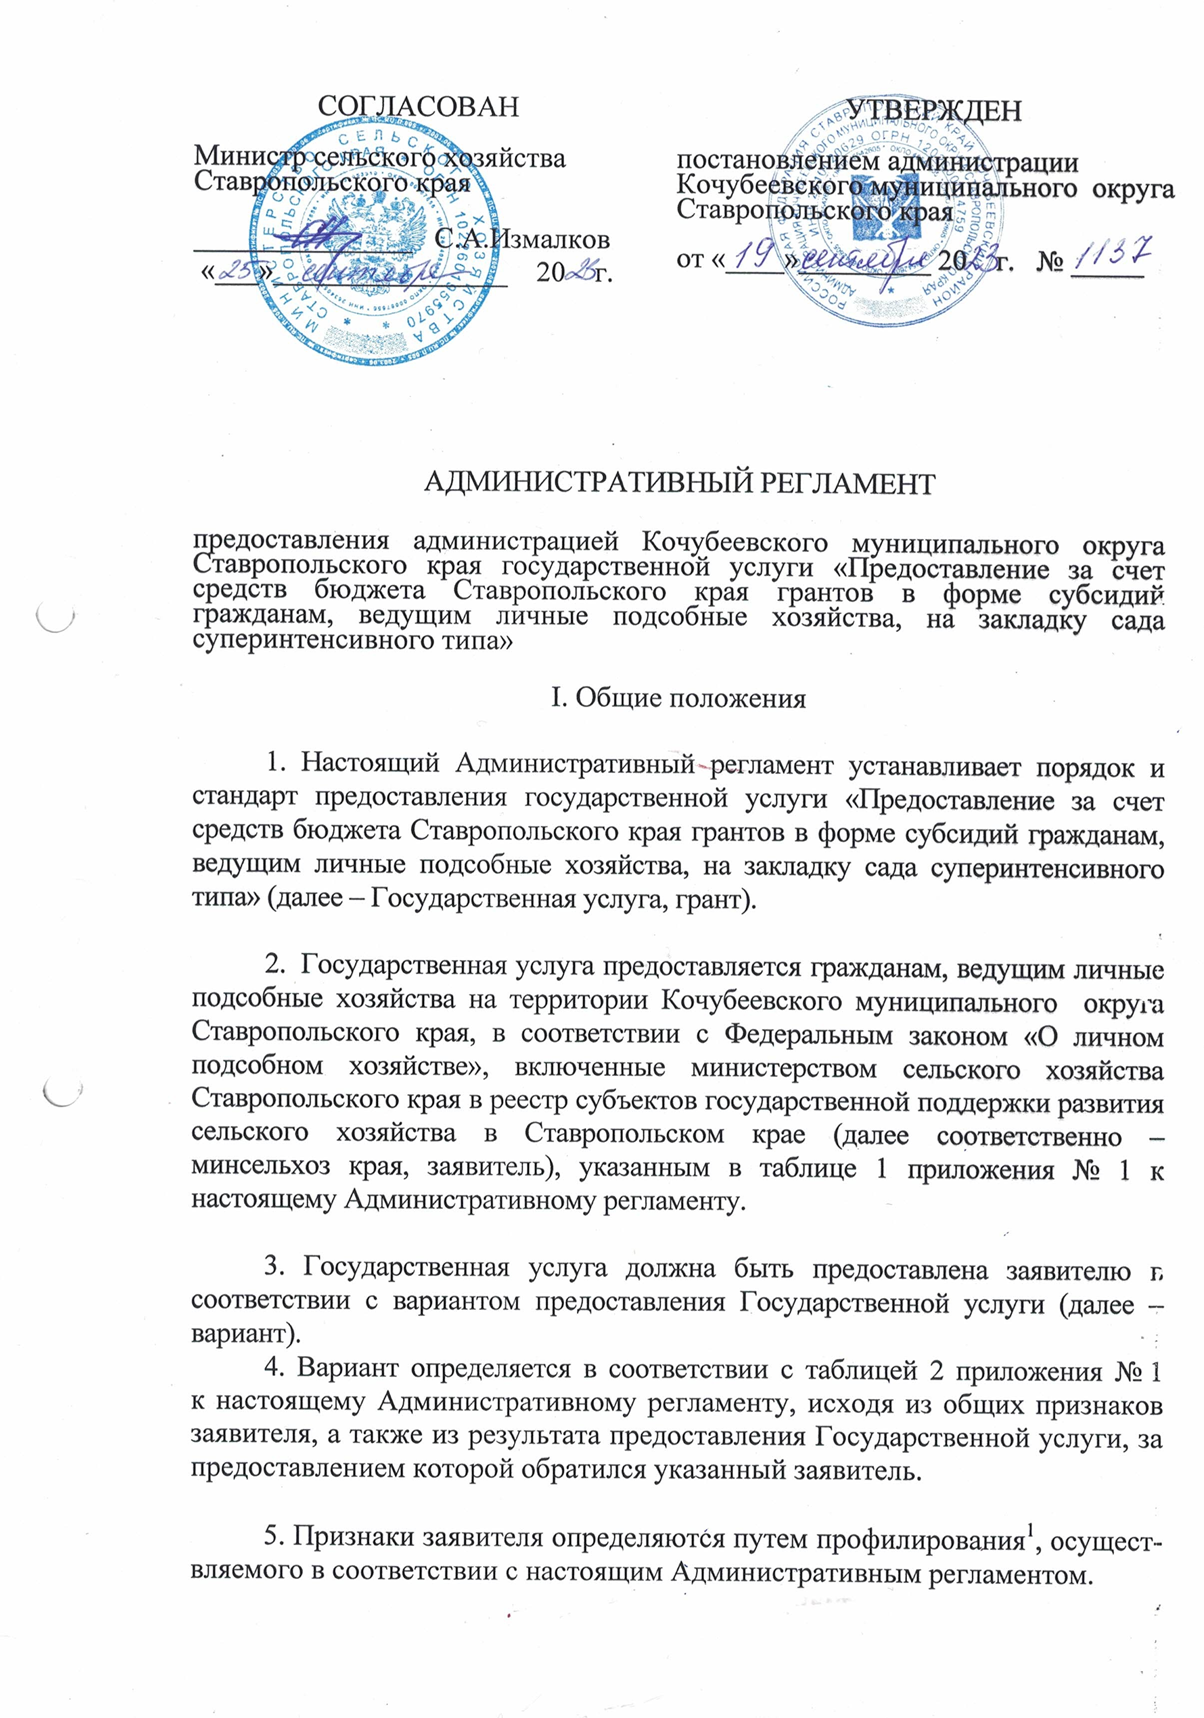 СОГЛАСОВАН
Министр сельского хозяйства
Ставропольского края
С.А.Измалков
«25» сентября 2023г.
УТВЕРЖДЕН
постановлением администрации
Кочубеевского муниципального округа
Ставропольского края
от «19» сентября 2023г. № 1137
АДМИНИСТРАТИВНЫЙ РЕГЛАМЕНТ
предоставления администрацией Кочубеевского муниципального округа
Ставропольского края государственной услуги «Предоставление за счет
средств бюджета Ставропольского края грантов в форме субсидий
гражданам, ведущим личные подсобные хозяйства, на закладку сада
суперинтенсивного типа»
I. Общие положения
1. Настоящий Административный регламент устанавливает порядок и
стандарт предоставления государственной услуги «Предоставление за счет
средств бюджета Ставропольского края грантов в форме субсидий гражданам,
ведущим личные подсобные хозяйства, на закладку сада суперинтенсивного
типа» (далее – Государственная услуга, грант).
2. Государственная услуга предоставляется гражданам, ведущим личные
подсобные хозяйства на территории Кочубеевского муниципального округа
Ставропольского края, в соответствии с Федеральным законом «О личном
подсобном хозяйстве», включенные министерством сельского хозяйства
Ставропольского края в реестр субъектов государственной поддержки развития
сельского хозяйства в Ставропольском крае (далее соответственно –
минсельхоз края, заявитель), указанным в таблице 1 приложения № 1 к
настоящему Административному регламенту.
3. Государственная услуга должна быть предоставлена заявителю в
соответствии с вариантом предоставления Государственной услуги (далее –
вариант).
4. Вариант определяется в соответствии с таблицей 2 приложения № 1
к настоящему Административному регламенту, исходя из общих признаков
заявителя, а также из результата предоставления Государственной услуги, за
предоставлением которой обратился указанный заявитель.
5. Признаки заявителя определяются путем профилирования¹, осущест-
вляемого в соответствии с настоящим Административным регламентом.